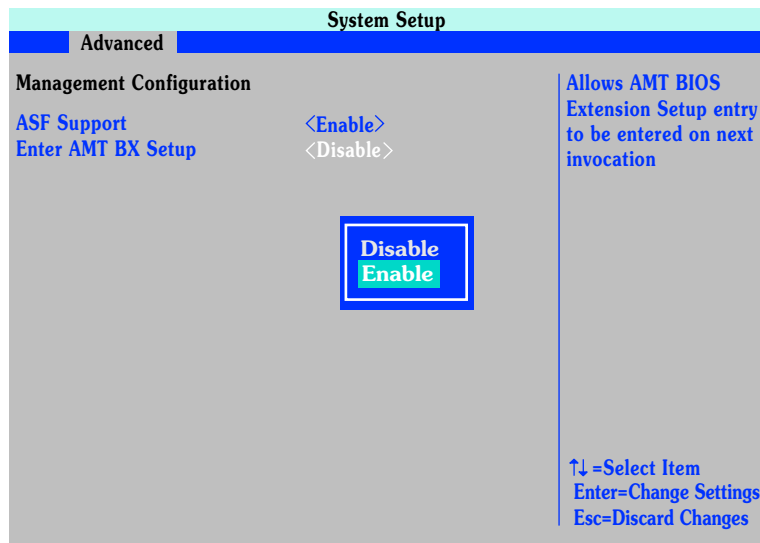 System Setup
Advanced
Management Configuration
ASF Support <Enable>
Enter AMT BX Setup <Disable>
Allows AMT BIOS
Extension Setup entry
to be entered on next
invocation
Disable
Enable
↑↓ =Select Item
Enter=Change Settings
Esc=Discard Changes